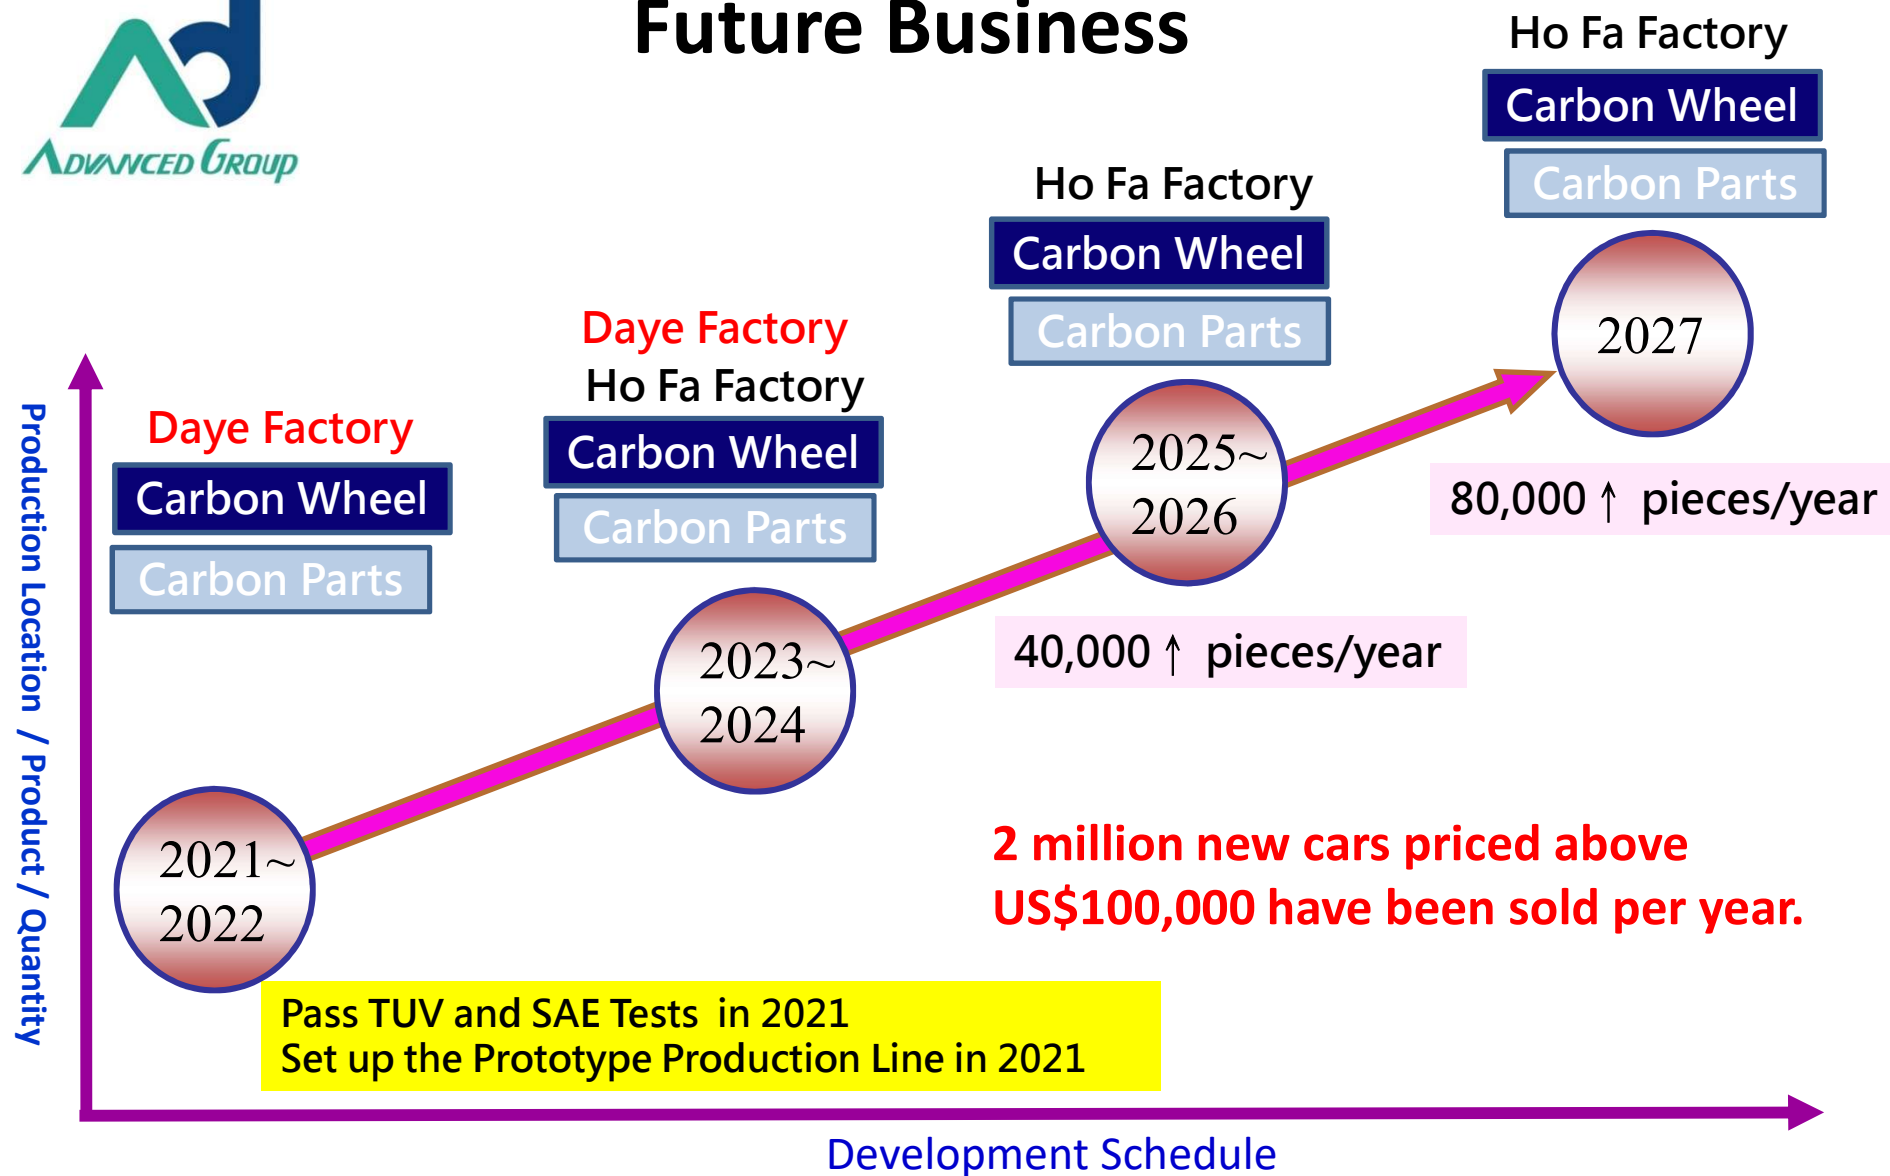 Future Business
ADVANCED GROUP
Ho Fa Factory
Carbon Wheel
Carbon Parts
2027
80,000 ↑ pieces/year
Ho Fa Factory
Carbon Wheel
Carbon Parts
2025~
2026
40,000 ↑ pieces/year
Daye Factory
Ho Fa Factory
Carbon Wheel
Carbon Parts
2023~
2024
Daye Factory
Carbon Wheel
Carbon Parts
2021~
2022
2 million new cars priced above
US$100,000 have been sold per year.
Pass TUV and SAE Tests in 2021
Set up the Prototype Production Line in 2021
Production Location / Product / Quantity
Development Schedule